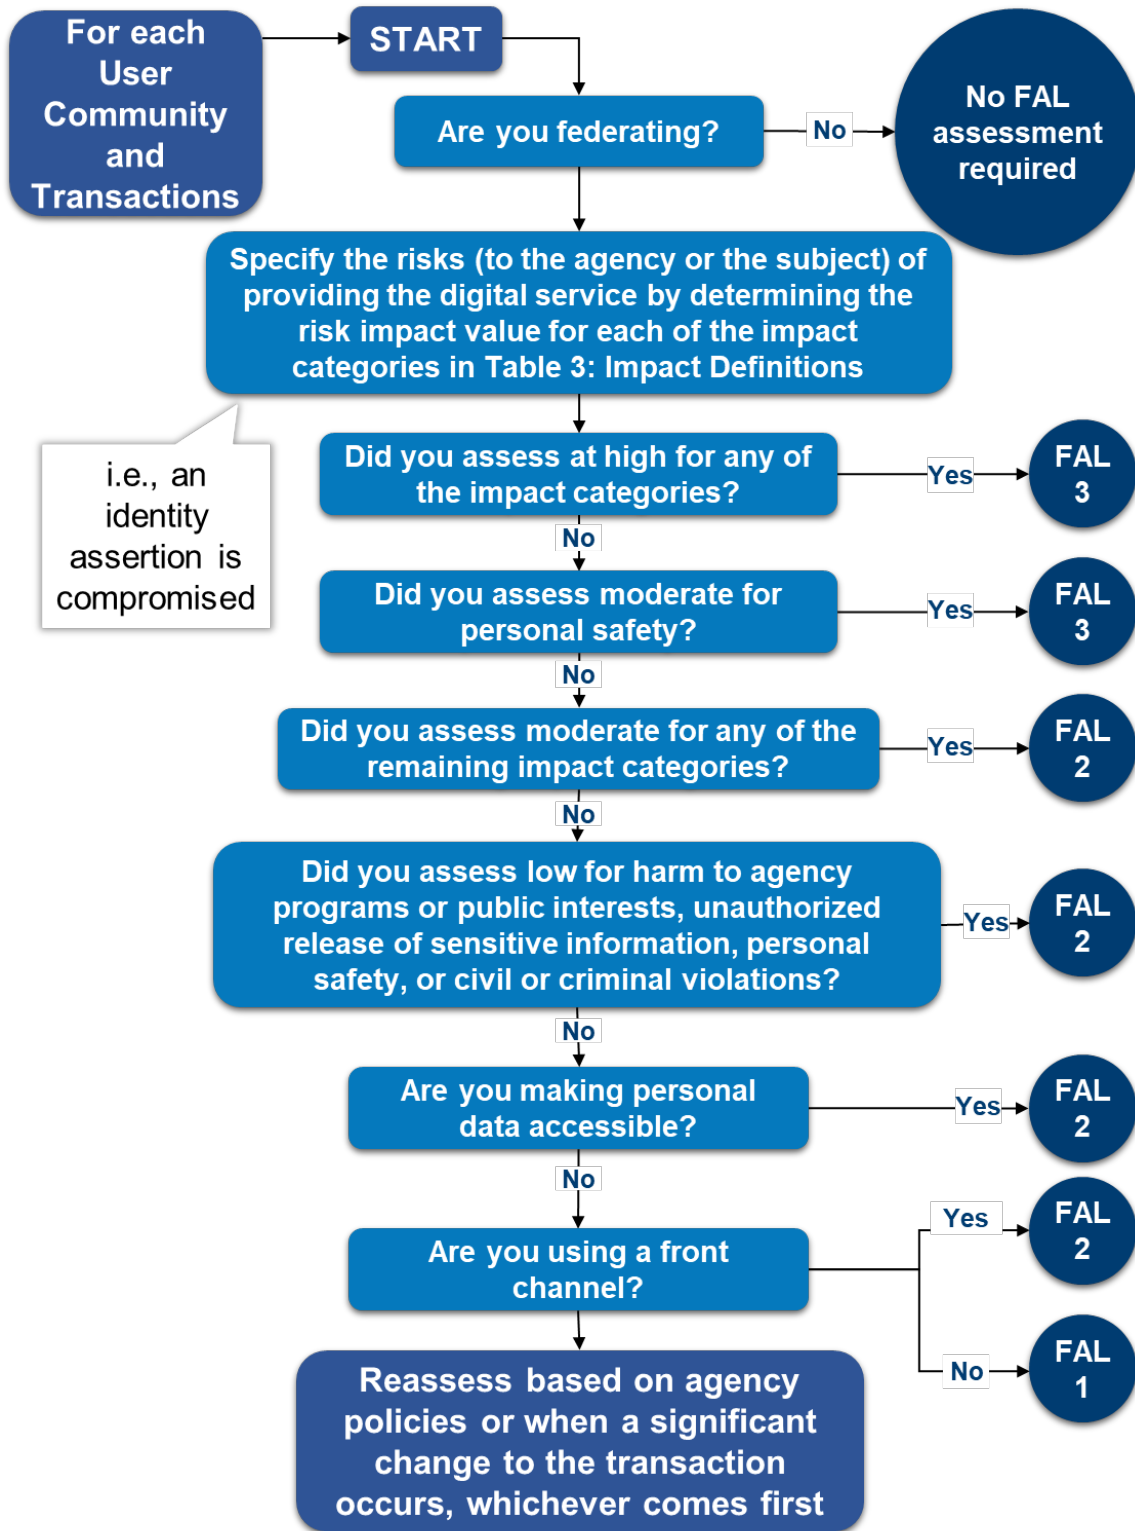 For each
User
Community
and
Transactions
START
Are you federating?
No
No FAL
assessment
required
Specify the risks (to the agency or the subject) of
providing the digital service by determining the
risk impact value for each of the impact
categories in Table 3: Impact Definitions
i.e., an
identity
assertion is
compromised
Did you assess at high for any of
the impact categories?
Yes
FAL
3
No
Did you assess moderate for
personal safety?
Yes
FAL
3
No
Did you assess moderate for any of the
remaining impact categories?
Yes
FAL
2
No
Did you assess low for harm to agency
programs or public interests, unauthorized
release of sensitive information, personal
safety, or civil or criminal violations?
Yes
FAL
2
No
Are you making personal
data accessible?
Yes
FAL
2
No
Are you using a front
channel?
Yes
FAL
2
No
FAL
1
Reassess based on agency
policies or when a significant
change to the transaction
occurs, whichever comes first